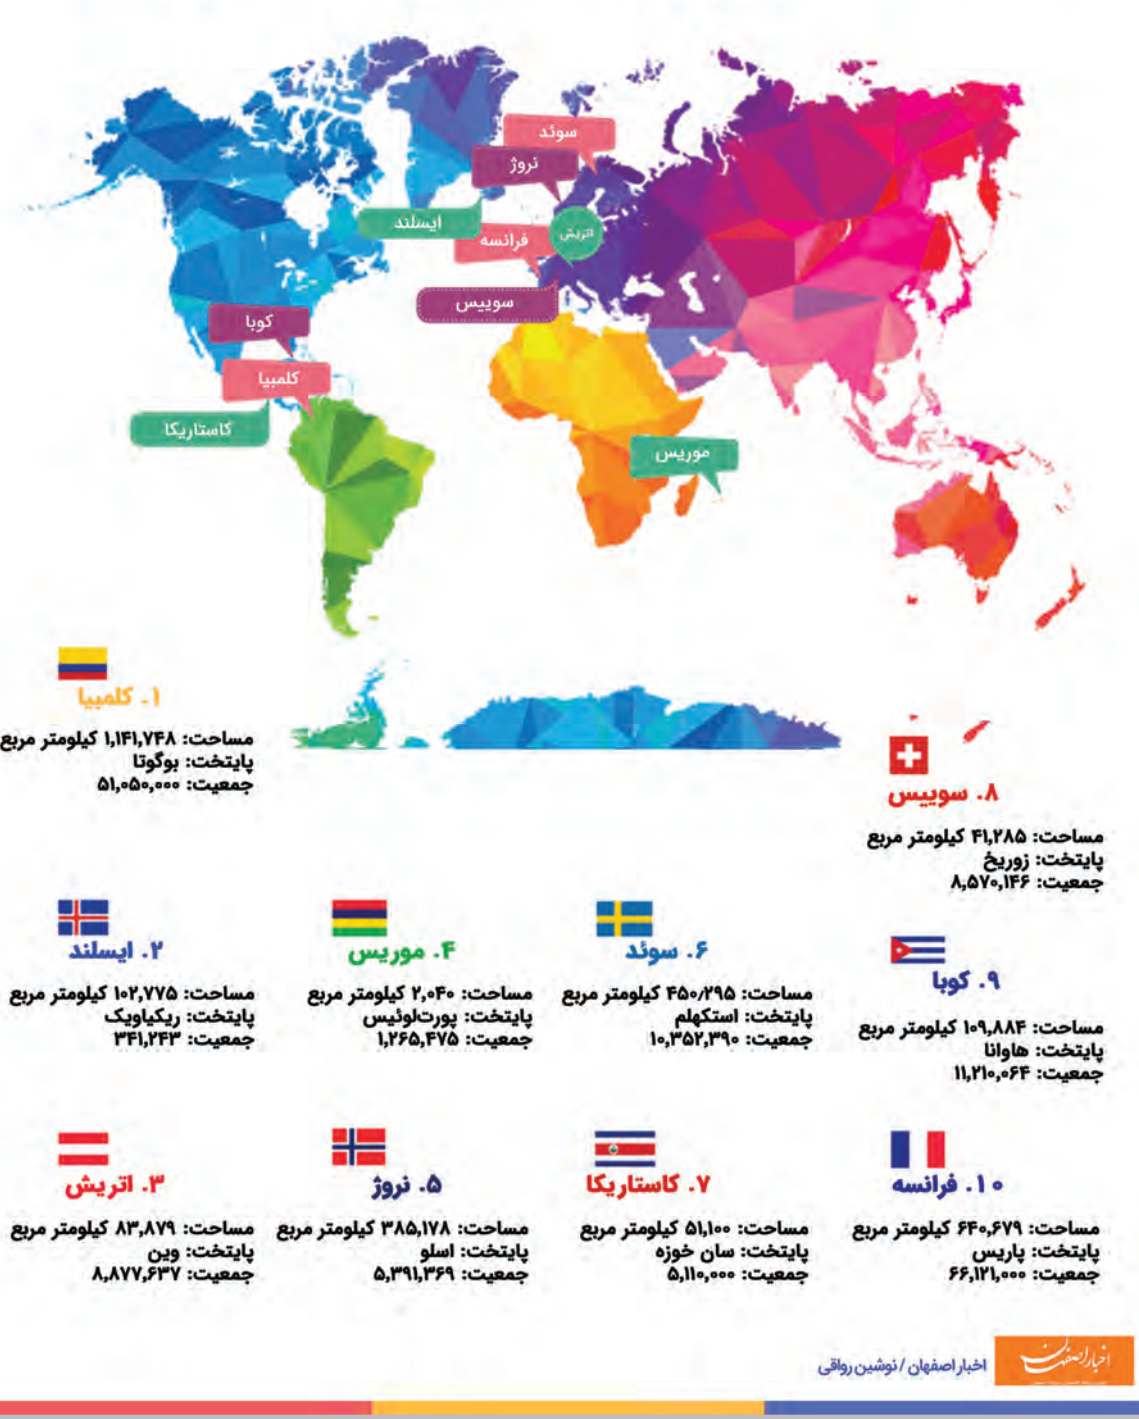 سوئد
نروژ
ایسلند
فرانسه
اتریش
سوییس
کوبا
کلمبیا
کاستاریکا
موریس
۱. کلمبیا
مساحت: ۱,۱۴۱,۷۴۸ کیلومتر مربع
پایتخت: بوگوتا
جمعیت: ۵۱,۰۵۰,۰۰۰
۲. ایسلند
مساحت: ۱۰۲,۷۷۵ کیلومتر مربع
پایتخت: ریکیاویک
جمعیت: ۳۴۱,۲۴۳
۳. اتریش
مساحت: ۸۳,۸۷۹ کیلومتر مربع
پایتخت: وین
جمعیت: ۸,۸۷۷,۶۳۷
۴. موریس
مساحت: ۲,۰۴۰ کیلومتر مربع
پایتخت: پورت‌لوئیس
جمعیت: ۱,۲۶۵,۴۷۵
۵. نروژ
مساحت: ۳۸۵,۱۷۸ کیلومتر مربع
پایتخت: اسلو
جمعیت: ۵,۳۹۱,۳۶۹
۶. سوئد
مساحت: ۴۵۰/۲۹۵ کیلومتر مربع
پایتخت: استکهلم
جمعیت: ۱۰,۳۵۲,۳۹۰
۷. کاستاریکا
مساحت: ۵۱,۱۰۰ کیلومتر مربع
پایتخت: سان خوزه
جمعیت: ۵,۱۱۰,۰۰۰
۸. سوییس
مساحت: ۴۱,۲۸۵ کیلومتر مربع
پایتخت: زوریخ
جمعیت: ۸,۵۷۰,۱۴۶
۹. کوبا
مساحت: ۱۰۹,۸۸۴ کیلومتر مربع
پایتخت: هاوانا
جمعیت: ۱۱,۲۱۰,۰۶۴
۱۰. فرانسه
مساحت: ۶۴۰,۶۷۹ کیلومتر مربع
پایتخت: پاریس
جمعیت: ۶۶,۱۲۱,۰۰۰
اخبار اصفهان
اخبار اصفهان / نوشین رواقی